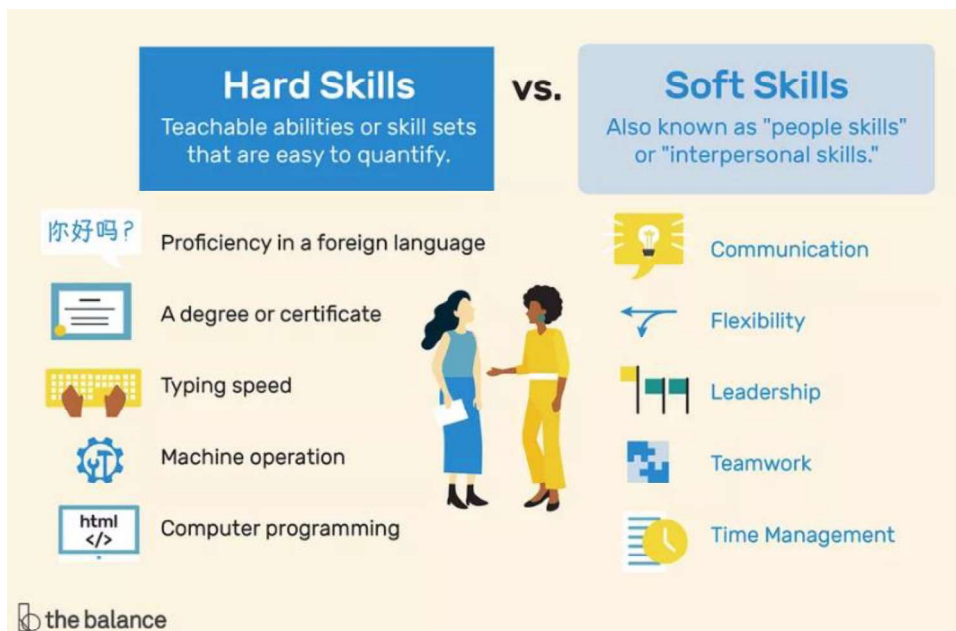 Hard Skills
Teachable abilities or skill sets
that are easy to quantify.
vs.
Soft Skills
Also known as "people skills"
or "interpersonal skills."
你好吗?
Proficiency in a foreign language
A degree or certificate
Typing speed
Machine operation
html
</>
Computer programming
Communication
Flexibility
Leadership
Teamwork
Time Management
the balance